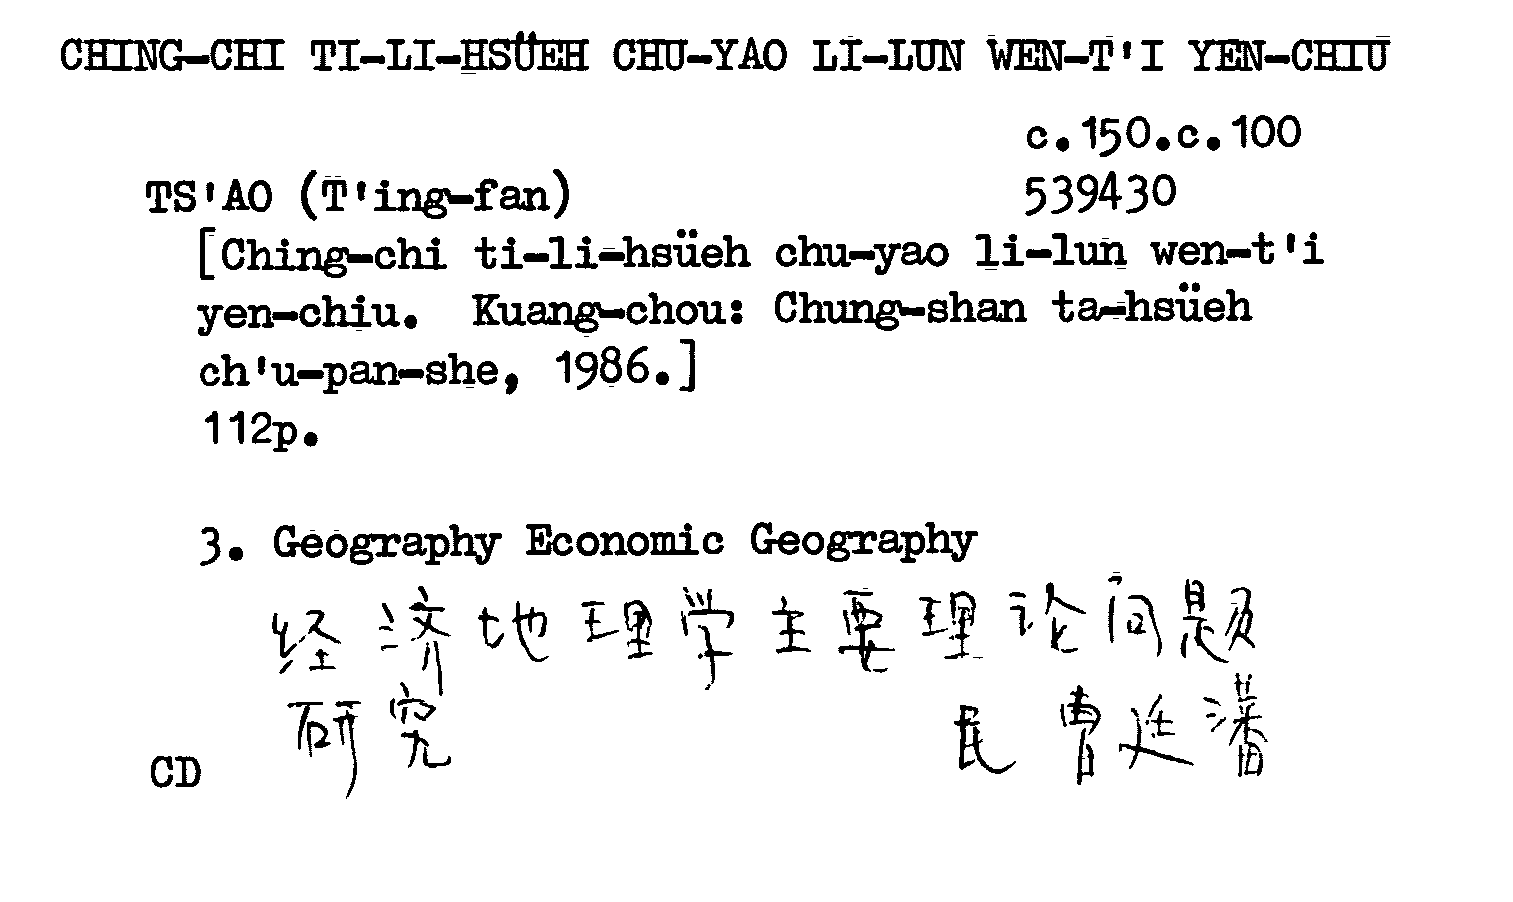 CHING-CHI TI-LI-HSÜEH CHU-YAO LI-LUN WEN-T'I YEN-CHIU
c.150.c.100
TS'AO (T'ing-fan) 539430
[Ching-chi ti-li-hsüeh chu-yao li-lun wen-t'i
yen-chiu. Kuang-chou: Chung-shan ta-hsüeh
ch'u-pan-she, 1986.]
112p.
3. Geography Economic Geography
经济地理学主要理论问题
研究 民 曹廷藩
CD